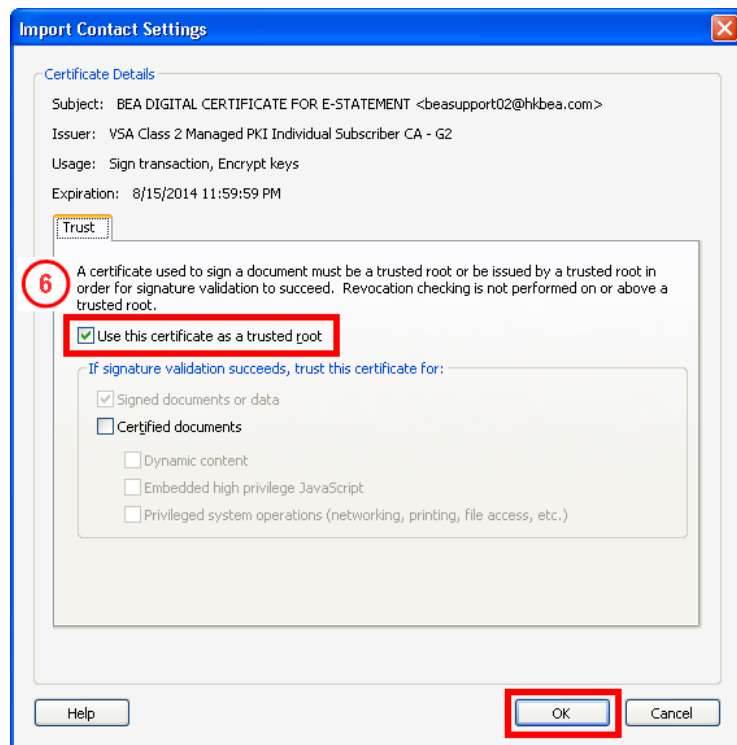 Import Contact Settings
Certificate Details
Subject: BEA DIGITAL CERTIFICATE FOR E-STATEMENT <beasupport02@hkbea.com>
Issuer: VSA Class 2 Managed PKI Individual Subscriber CA - G2
Usage: Sign transaction, Encrypt keys
Expiration: 8/15/2014 11:59:59 PM
Trust
6
A certificate used to sign a document must be a trusted root or be issued by a trusted root in
order for signature validation to succeed. Revocation checking is not performed on or above a
trusted root.
Use this certificate as a trusted root
If signature validation succeeds, trust this certificate for:
Signed documents or data
Certified documents
Dynamic content
Embedded high privilege JavaScript
Privileged system operations (networking, printing, file access, etc.)
Help
OK
Cancel